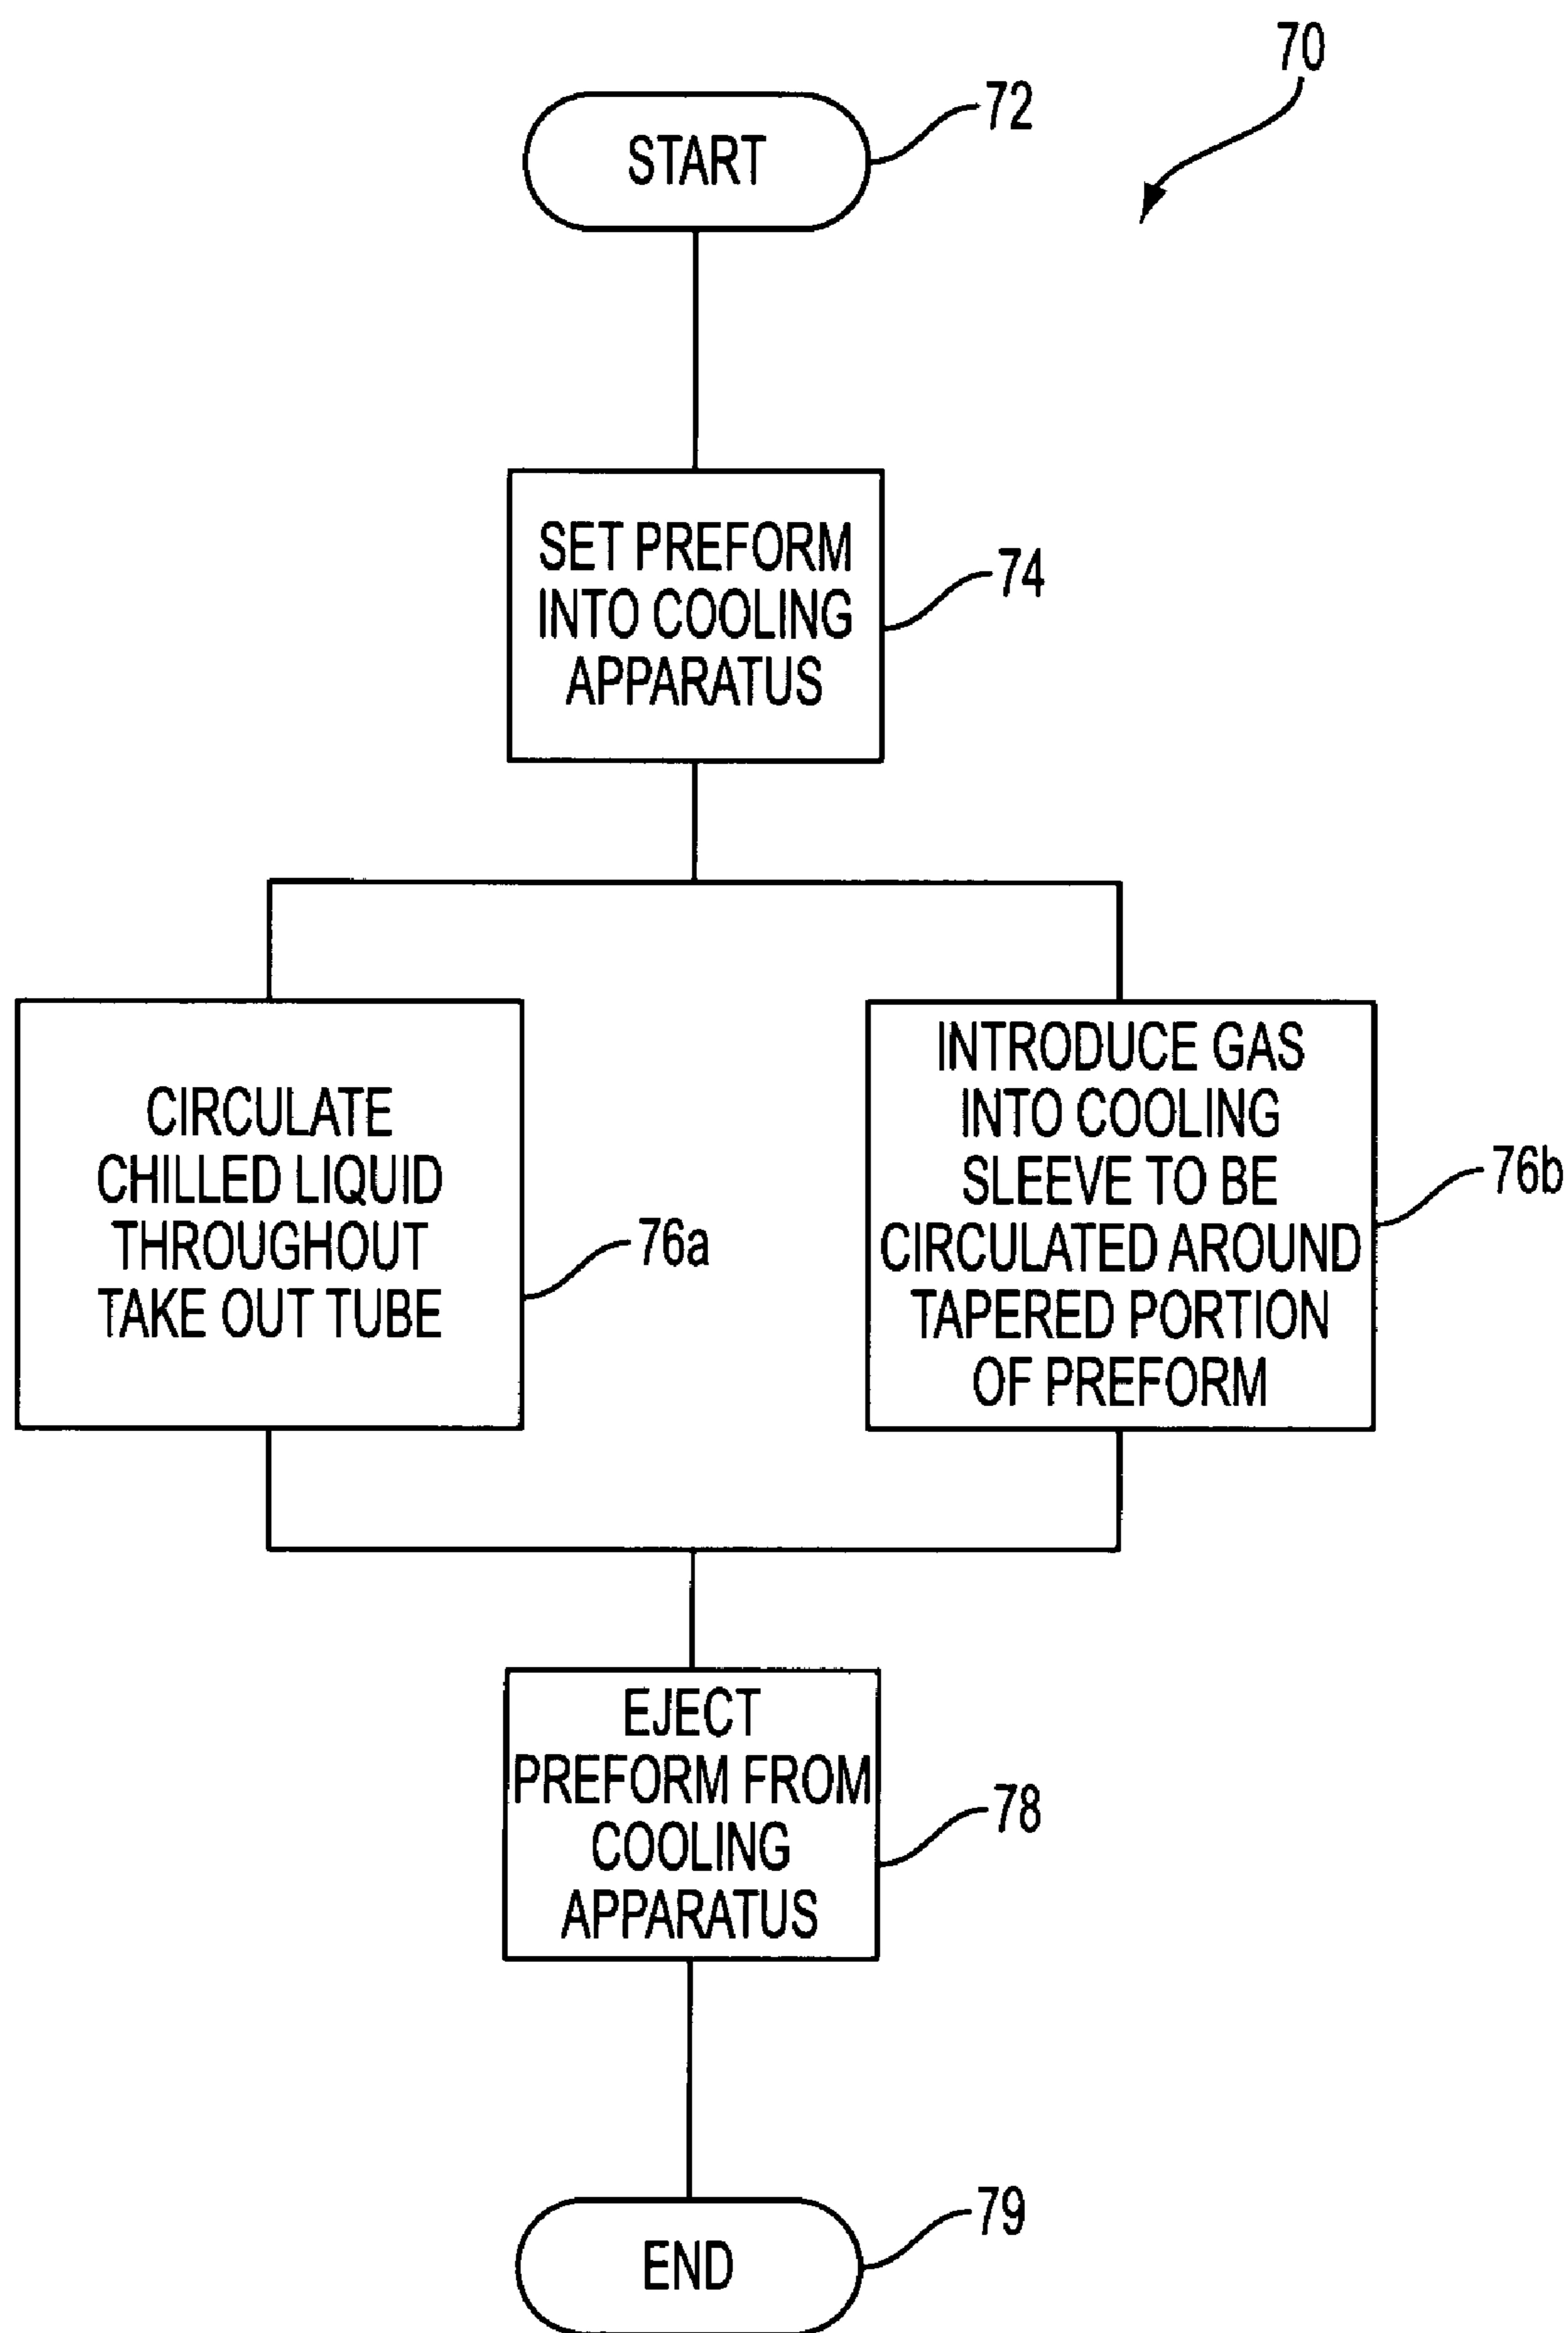 70
72
START
SET PREFORM
INTO COOLING
APPARATUS
74
CIRCULATE
CHILLED LIQUID
THROUGHOUT
TAKE OUT TUBE
76a
INTRODUCE GAS
INTO COOLING
SLEEVE TO BE
CIRCULATED AROUND
TAPERED PORTION
OF PREFORM
76b
EJECT
PREFORM FROM
COOLING
APPARATUS
78
79
END